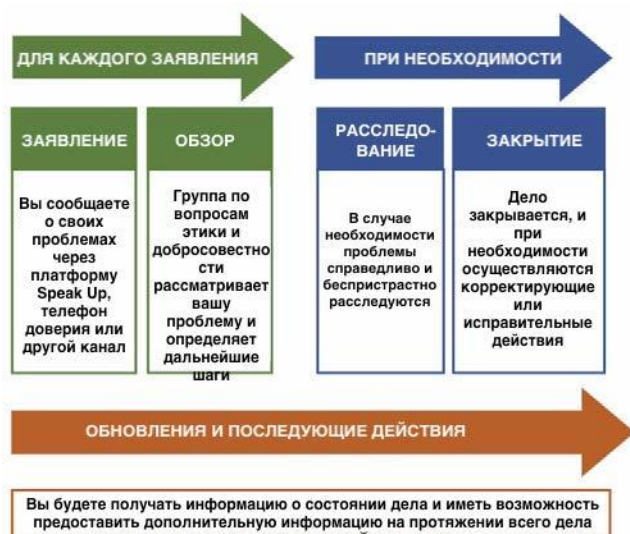 ДЛЯ КАЖДОГО ЗАЯВЛЕНИЯ
ПРИ НЕОБХОДИМОСТИ
ЗАЯВЛЕНИЕ
Вы сообщаете
о своих
проблемах
через
платформу
Speak Up,
телефон
доверия или
другой канал
ОБЗОР
Группа по
вопросам
этики и
добросовестно
сти
рассматривает
вашу
проблему и
определяет
дальнейшие
шаги
РАССЛЕДО-
ВАНИЕ
В случае
необходимости
проблемы
справедливо и
беспристрастно
расследуются
ЗАКРЫТИЕ
Дело
закрывается, и
при
необходимости
осуществляются
корректирующие
или
исправительные
действия
ОБНОВЛЕНИЯ И ПОСЛЕДУЮЩИЕ ДЕЙСТВИЯ
Вы будете получать информацию о состоянии дела и иметь возможность
предоставить дополнительную информацию на протяжении всего дела